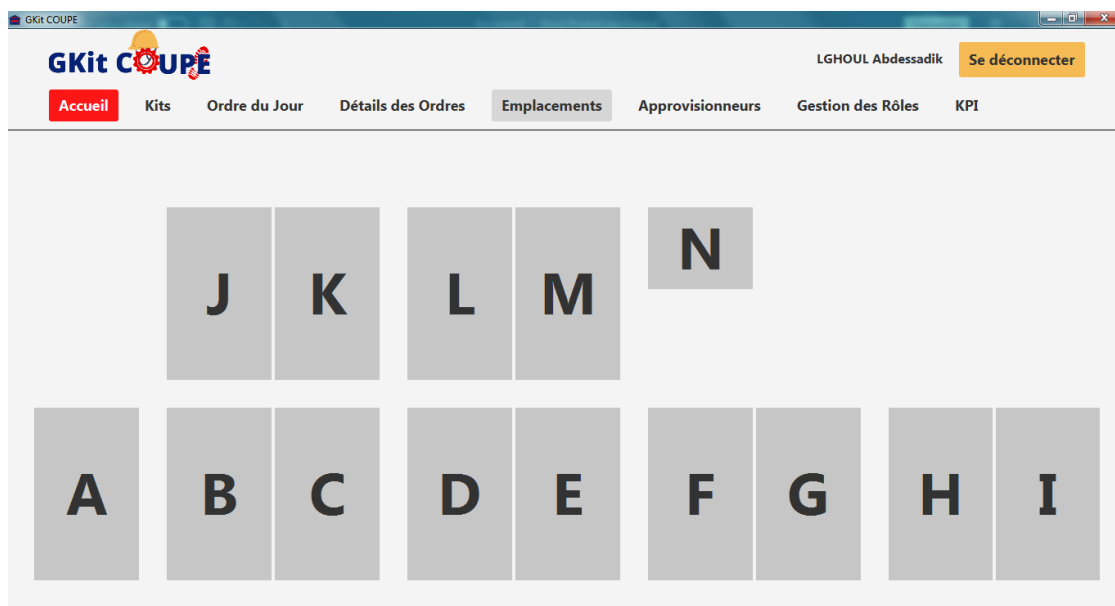 GKit COUPE
GKit COUPE
LGHOUL Abdessadik
Se déconnecter
Accueil Kits Ordre du Jour Détails des Ordres Emplacements Approvisionneurs Gestion des Rôles KPI
J K L M N
A B C D E F G H I